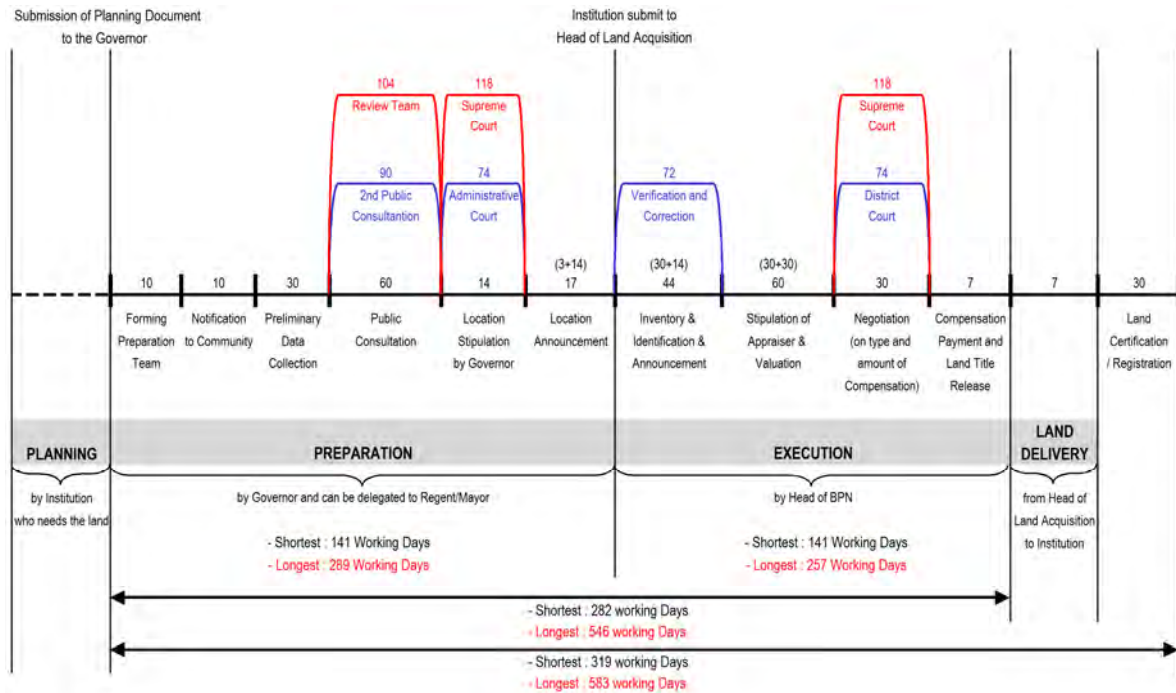 Submission of Planning Document
to the Governor
Institution submit to
Head of Land Acquisition
104
Review Team
118
Supreme
Court
118
Supreme
Court
90
2nd Public
Consultantion
74
Administrative
Court
72
Verification and
Correction
74
District
Court
(3+14)
(30+14)
(30+30)
10
10
30
60
14
17
44
60
30
7
7
30
Forming
Preparation
Team
Notification
to Community
Preliminary
Data
Collection
Public
Consultation
Location
Stipulation
by Governor
Location
Announcement
Inventory &
Identification &
Announcement
Stipulation of
Appraiser &
Valuation
Negotiation
(on type and
amount of
Compensation)
Compensation
Payment and
Land Title
Release
Land
Certification
/ Registration
PLANNING
PREPARATION
EXECUTION
LAND
DELIVERY
by Institution
who needs the land
by Governor and can be delegated to Regent/Mayor
by Head of BPN
from Head of
Land Acquisition
to Institution
- Shortest : 141 Working Days
- Longest : 289 Working Days
- Shortest : 141 Working Days
- Longest : 257 Working Days
- Shortest : 282 working Days
- Longest : 546 working Days
- Shortest : 319 working Days
- Longest : 583 working Days